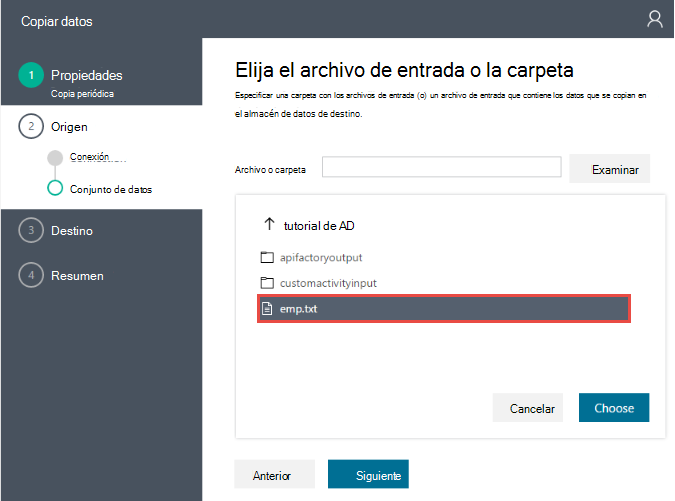 Copiar datos
1 Propiedades
Copia periódica
2 Origen
Conexión
Conjunto de datos
3 Destino
4 Resumen
Elija el archivo de entrada o la carpeta
Especificar una carpeta con los archivos de entrada (o) un archivo de entrada que contiene los datos que se copian en
el almacén de datos de destino.
Archivo o carpeta
Examinar
tutorial de AD
apifactoryoutput
customactivityinput
emp.txt
Cancelar
Choose
Anterior
Siguiente